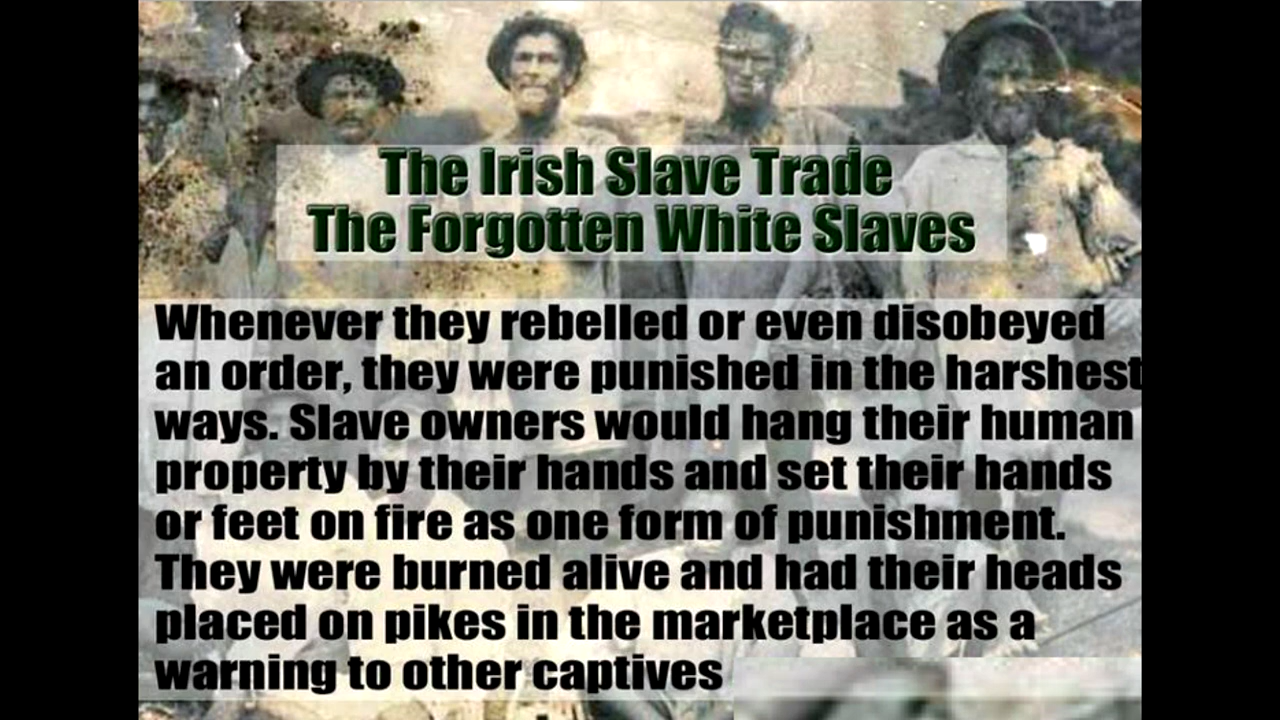 The Irish Slave Trade
The Forgotten White Slaves
Whenever they rebelled or even disobeyed
an order, they were punished in the harshest
ways. Slave owners would hang their human
property by their hands and set their hands
or feet on fire as one form of punishment.
They were burned alive and had their heads
placed on pikes in the marketplace as a
warning to other captives